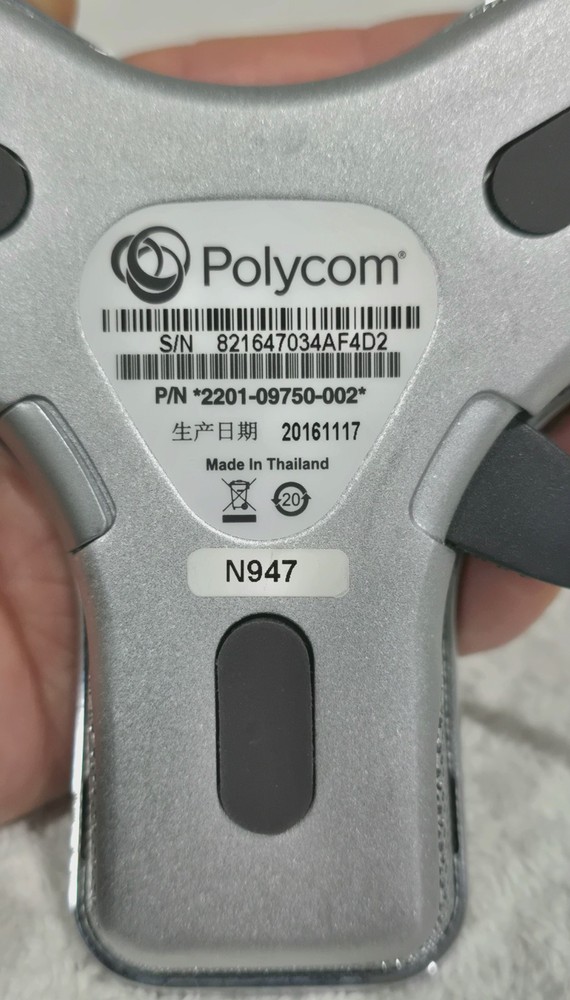 Polycom®
S/N 821647034AF4D2
P/N *2201-09750-002*
生产日期 20161117
Made In Thailand
20
N947